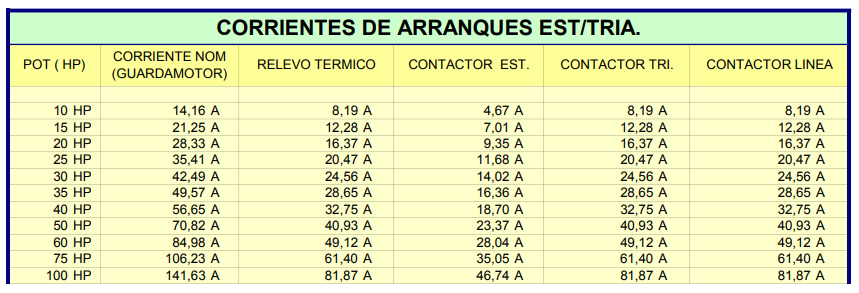 CORRIENTES DE ARRANQUES EST/TRIA.
POT ( HP) CORRIENTE NOM (GUARDAMOTOR) RELEVO TERMICO CONTACTOR EST. CONTACTOR TRI. CONTACTOR LINEA
10 HP 14,16 A 8,19 A 4,67 A 8,19 A 8,19 A
15 HP 21,25 A 12,28 A 7,01 A 12,28 A 12,28 A
20 HP 28,33 A 16,37 A 9,35 A 16,37 A 16,37 A
25 HP 35,41 A 20,47 A 11,68 A 20,47 A 20,47 A
30 HP 42,49 A 24,56 A 14,02 A 24,56 A 24,56 A
35 HP 49,57 A 28,65 A 16,36 A 28,65 A 28,65 A
40 HP 56,65 A 32,75 A 18,70 A 32,75 A 32,75 A
50 HP 70,82 A 40,93 A 23,37 A 40,93 A 40,93 A
60 HP 84,98 A 49,12 A 28,04 A 49,12 A 49,12 A
75 HP 106,23 A 61,40 A 35,05 A 61,40 A 61,40 A
100 HP 141,63 A 81,87 A 46,74 A 81,87 A 81,87 A